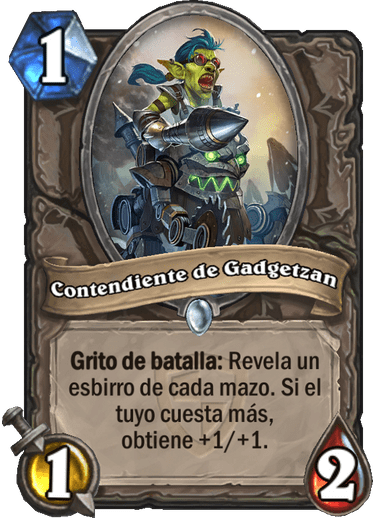 1
Contendiente de Gadgetzan
Grito de batalla: Revela un
esbirro de cada mazo. Si el
tuyo cuesta más,
obtiene +1/+1.
1
2